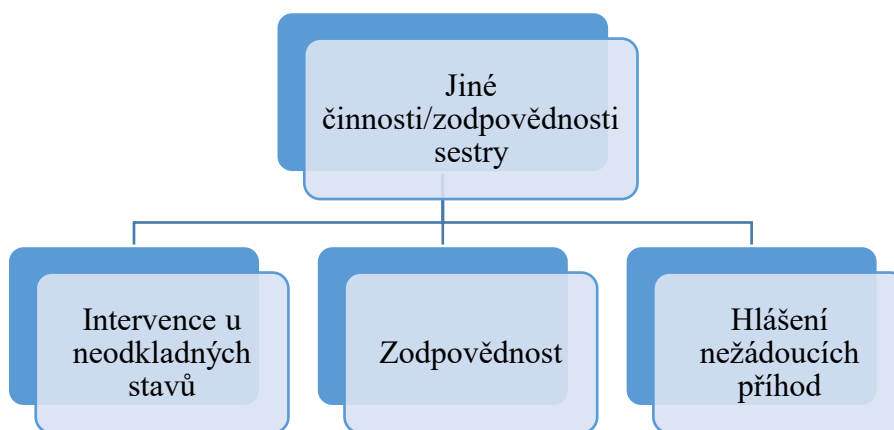 Jiné
činnosti/zodpovědnosti
sestry
Intervence u
neodkladných
stavů
Zodpovědnost
Hlášení
nežádoucích
příhod